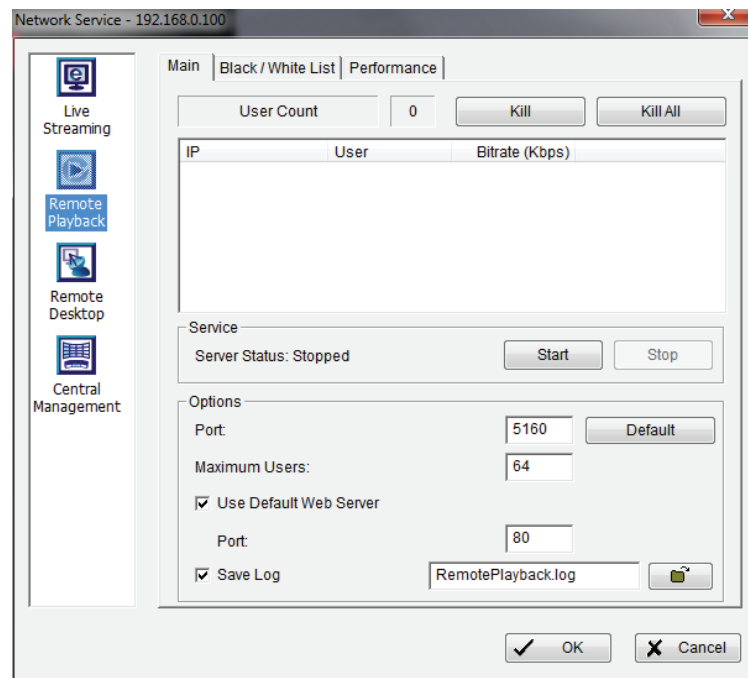 Network Service - 192.168.0.100
Live
Streaming
Remote
Playback
Remote
Desktop
Central
Management
Main Black / White List Performance
User Count 0 Kill Kill All
IP User Bitrate (Kbps)
Service
Server Status: Stopped Start Stop
Options
Port: 5160 Default
Maximum Users: 64
Use Default Web Server
Port: 80
Save Log RemotePlayback.log
OK Cancel